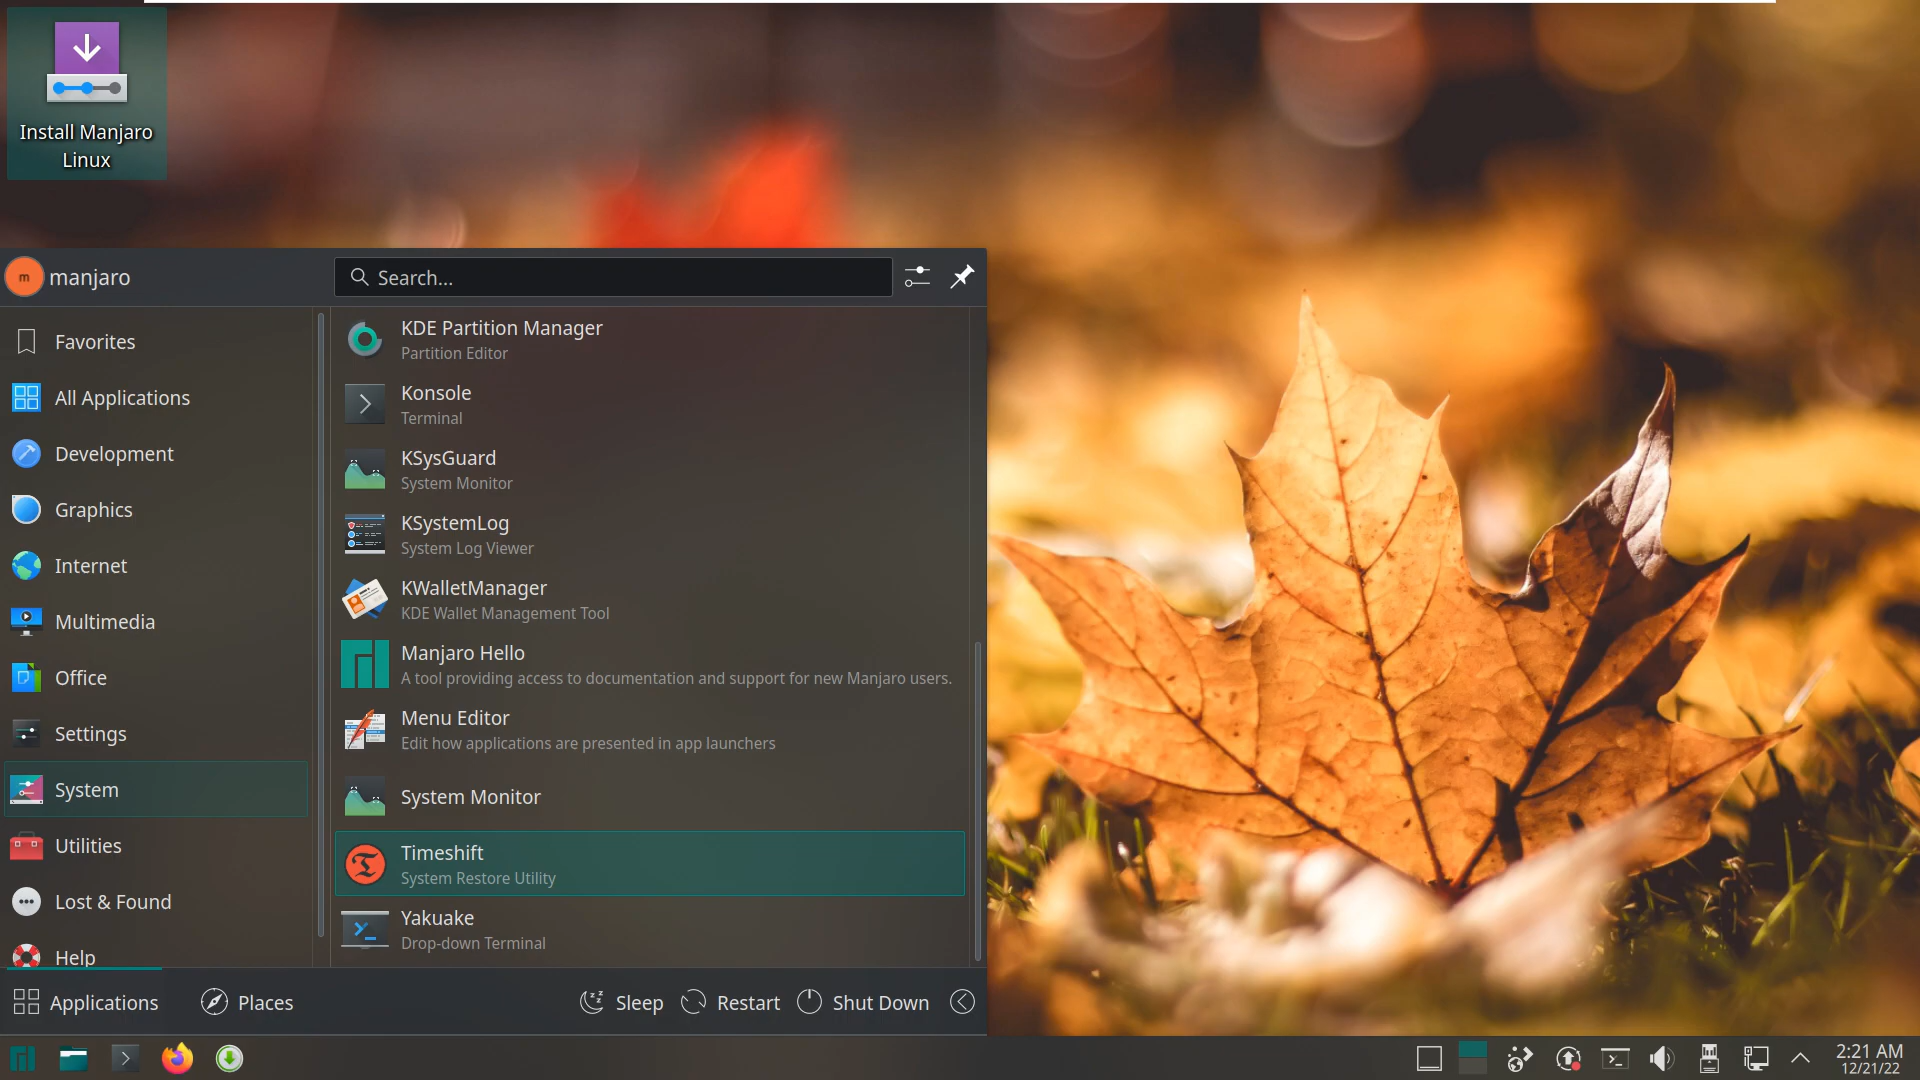 Install Manjaro
Linux
m
manjaro
Search...
Favorites
All Applications
Development
Graphics
Internet
Multimedia
Office
Settings
System
Utilities
Lost & Found
Help
KDE Partition Manager
Partition Editor
Konsole
Terminal
KSysGuard
System Monitor
KSystemLog
System Log Viewer
KWalletManager
KDE Wallet Management Tool
Manjaro Hello
A tool providing access to documentation and support for new Manjaro users.
Menu Editor
Edit how applications are presented in app launchers
System Monitor
Timeshift
System Restore Utility
Yakuake
Drop-down Terminal
Applications
Places
Sleep
Restart
Shut Down
2:21 AM
12/21/22